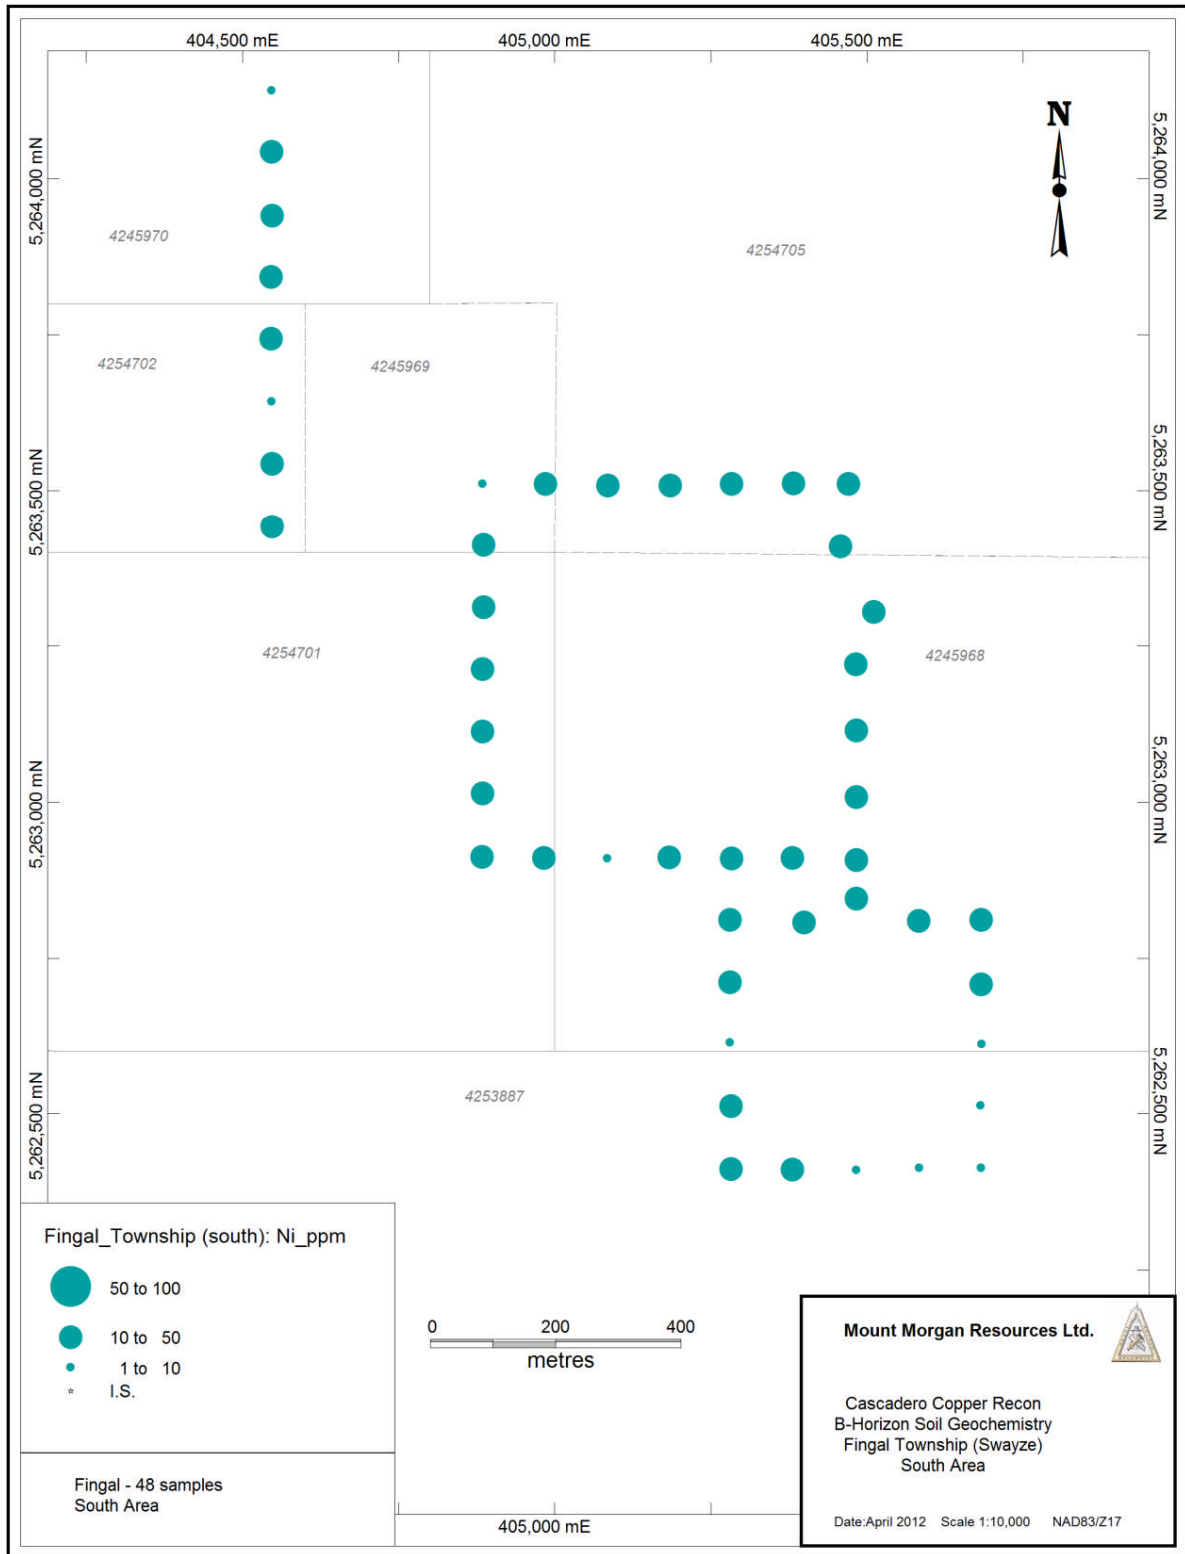 404,500 mE
405,000 mE
405,500 mE
N
5,264,000 mN
5,264,000 mN
4245970
4254705
4254702
4245969
5,263,500 mN
5,263,500 mN
4254701
4245968
5,263,000 mN
5,263,000 mN
4253887
5,262,500 mN
5,262,500 mN
Fingal_Township (south): Ni_ppm
50 to 100
10 to 50
1 to 10
I.S.
0 200 400
metres
Fingal - 48 samples
South Area
405,000 mE
Mount Morgan Resources Ltd.
Cascadero Copper Recon
B-Horizon Soil Geochemistry
Fingal Township (Swayze)
South Area
Date:April 2012 Scale 1:10,000 NAD83/Z17